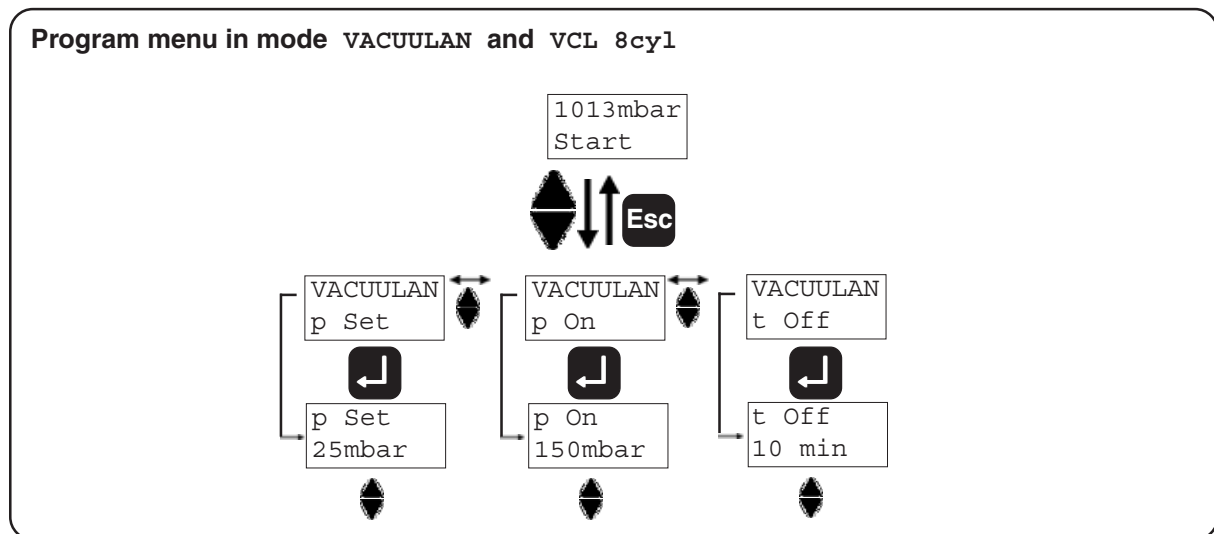 Program menu in mode VACUULAN and VCL 8cyl
1013mbar
Start
Esc
VACUULAN
p Set
VACUULAN
p On
VACUULAN
t Off
p Set
25mbar
p On
150mbar
t Off
10 min